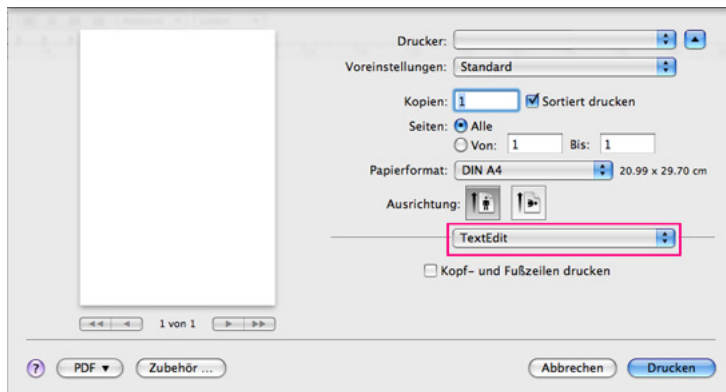 Drucker:
Voreinstellungen: Standard
Kopien: 1 Sortiert drucken
Seiten: Alle
Von: 1 Bis: 1
Papierformat: DIN A4 20.99 x 29.70 cm
Ausrichtung:
TextEdit
Kopf- und Fußzeilen drucken
1 von 1
? PDF Zubehör ... Abbrechen Drucken